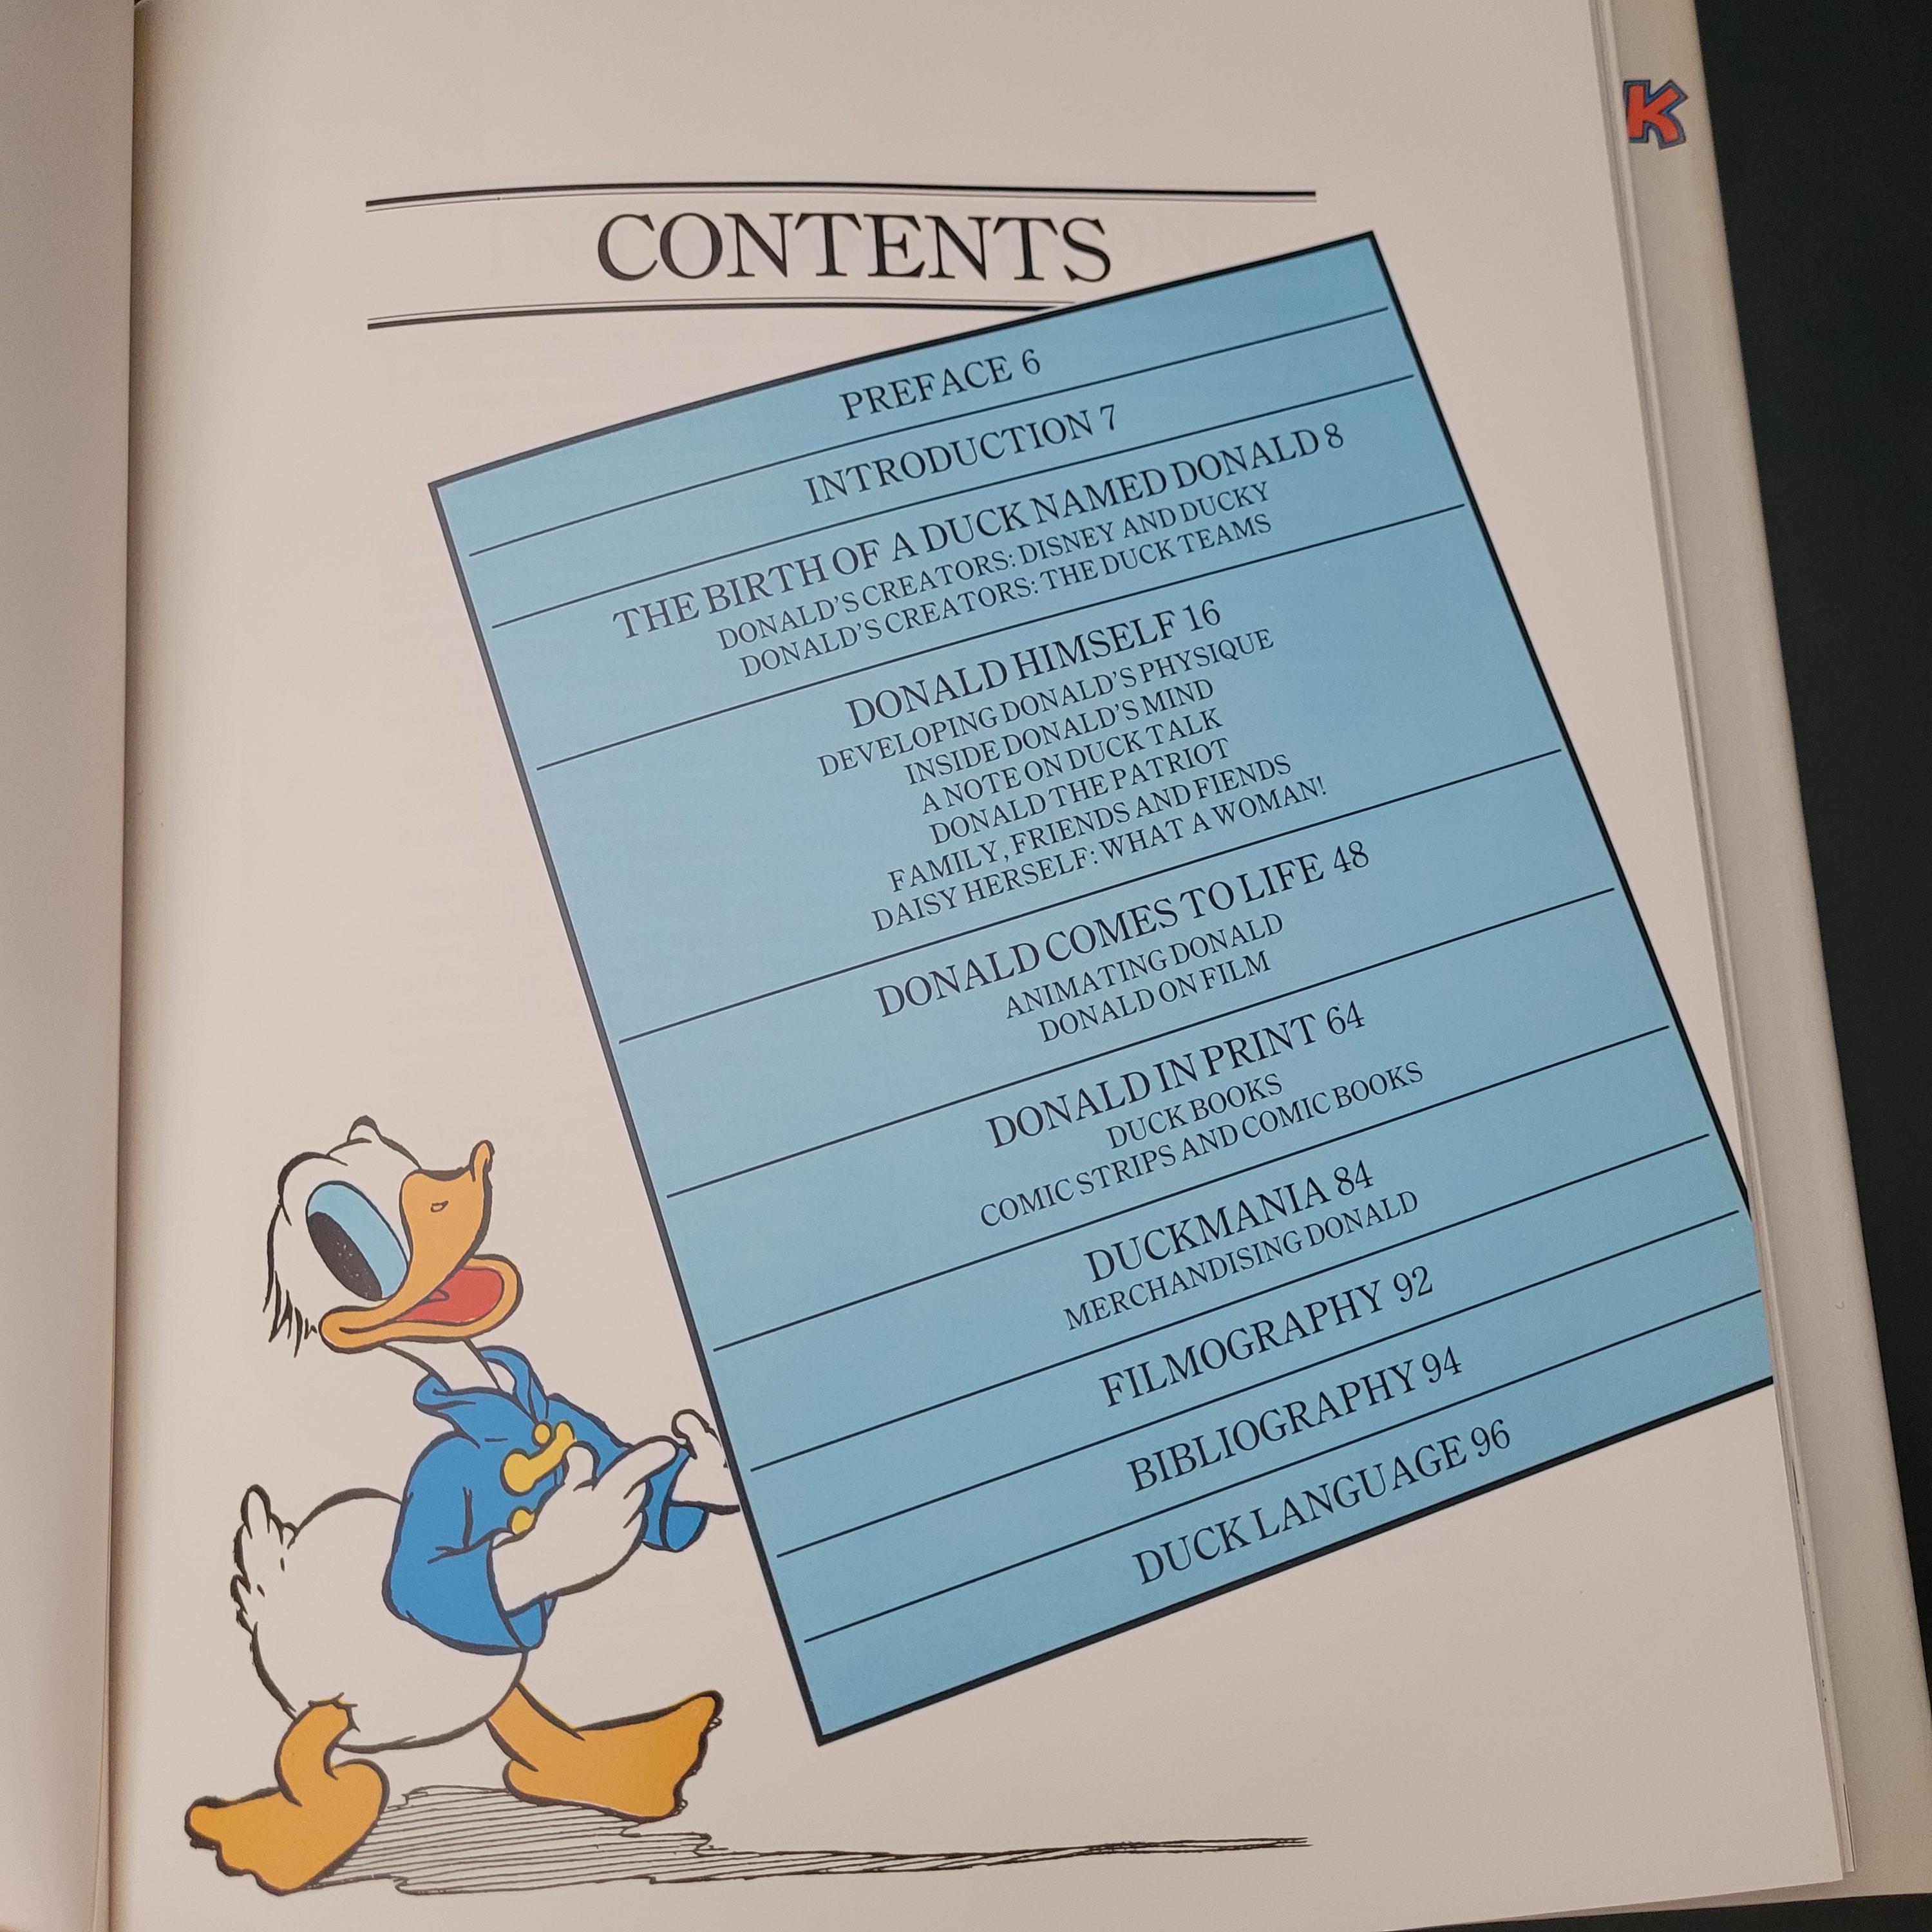 K
CONTENTS
PREFACE 6
INTRODUCTION 7
THE BIRTH OF A DUCK NAMED DONALD 8
DONALD'S CREATORS: DISNEY AND DUCKY
DONALD'S CREATORS: THE DUCK TEAMS
DONALD HIMSELF 16
DEVELOPING DONALD'S PHYSIQUE
INSIDE DONALD'S MIND
A NOTE ON DUCK TALK
DONALD THE PATRIOT
FAMILY, FRIENDS AND FIENDS
DAISY HERSELF: WHAT A WOMAN!
DONALD COMES TO LIFE 48
ANIMATING DONALD
DONALD ON FILM
DONALD IN PRINT 64
DUCK BOOKS
COMIC STRIPS AND COMIC BOOKS
DUCKMANIA 84
MERCHANDISING DONALD
FILMOGRAPHY 92
BIBLIOGRAPHY 94
DUCK LANGUAGE 96